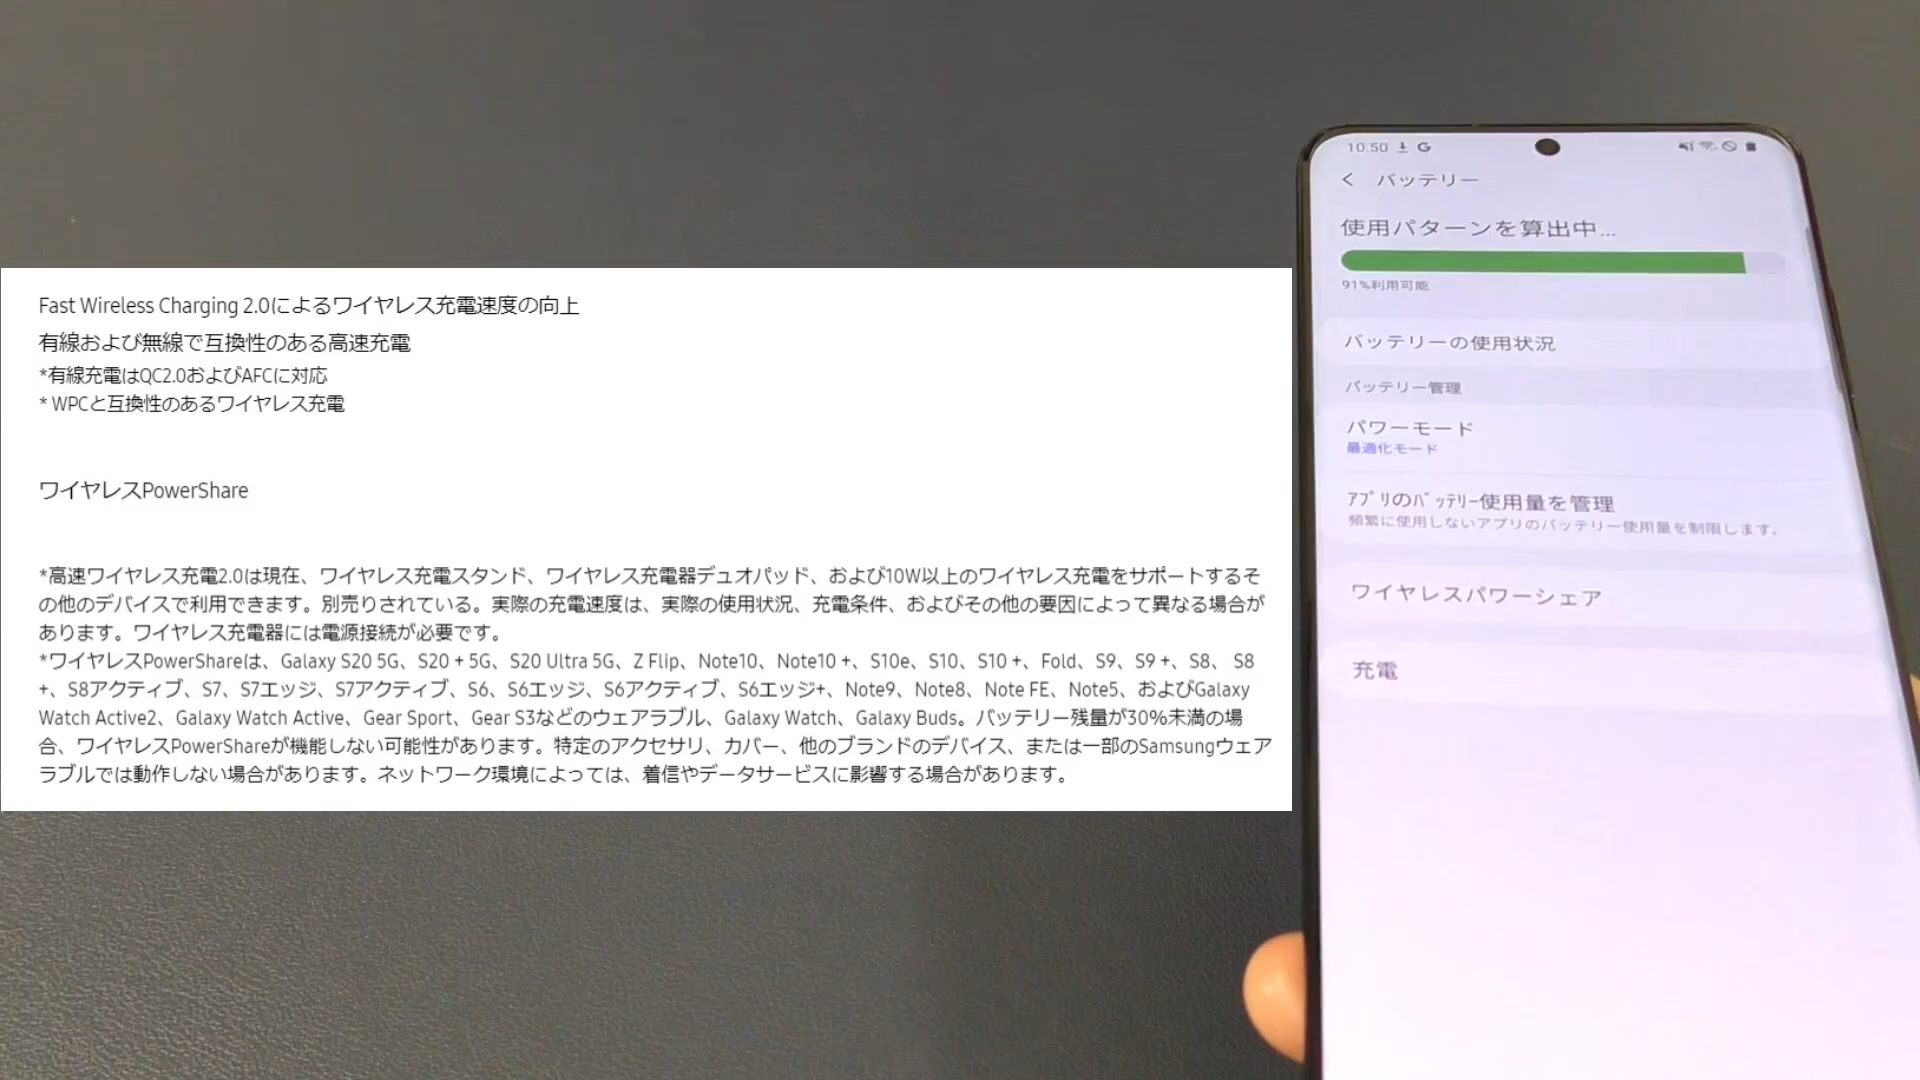 Fast Wireless Charging 2.0によるワイヤレス充電速度の向上
有線および無線で互換性のある高速充電
*有線充電はQC2.0およびAFCに対応
* WPCと互換性のあるワイヤレス充電
ワイヤレスPowerShare
*高速ワイヤレス充電2.0は現在、ワイヤレス充電スタンド、ワイヤレス充電器デュオパッド、および10W以上のワイヤレス充電をサポートするそ
の他のデバイスで利用できます。別売りされている。実際の充電速度は、実際の使用状況、充電条件、およびその他の要因によって異なる場合が
あります。ワイヤレス充電器には電源接続が必要です。
*ワイヤレスPowerShareは、Galaxy S20 5G、S20 + 5G、S20 Ultra 5G、Z Flip、Note10、Note10 +、S10e、S10、S10 +、Fold、S9、S9 +、S8、 S8
+、S8アクティブ、S7、S7エッジ、S7アクティブ、S6、S6エッジ、S6アクティブ、S6エッジ+、Note9、Note8、Note FE、Note5、およびGalaxy
Watch Active2、Galaxy Watch Active、Gear Sport、Gear S3などのウェアラブル、Galaxy Watch、Galaxy Buds。バッテリー残量が30%未満の場
合、ワイヤレスPowerShareが機能しない可能性があります。特定のアクセサリ、カバー、他のブランドのデバイス、または一部のSamsungウェア
ラブルでは動作しない場合があります。ネットワーク環境によっては、着信やデータサービスに影響する場合があります。
10:50 G
バッテリー
使用パターンを算出中...
91%利用可能
バッテリーの使用状況
バッテリー管理
パワーモード
最適化モード
ｱﾌﾟﾘのﾊﾞｯﾃﾘｰ使用量を管理
頻繁に使用しないアプリのバッテリー使用量を制限します。
ワイヤレスパワーシェア
充電